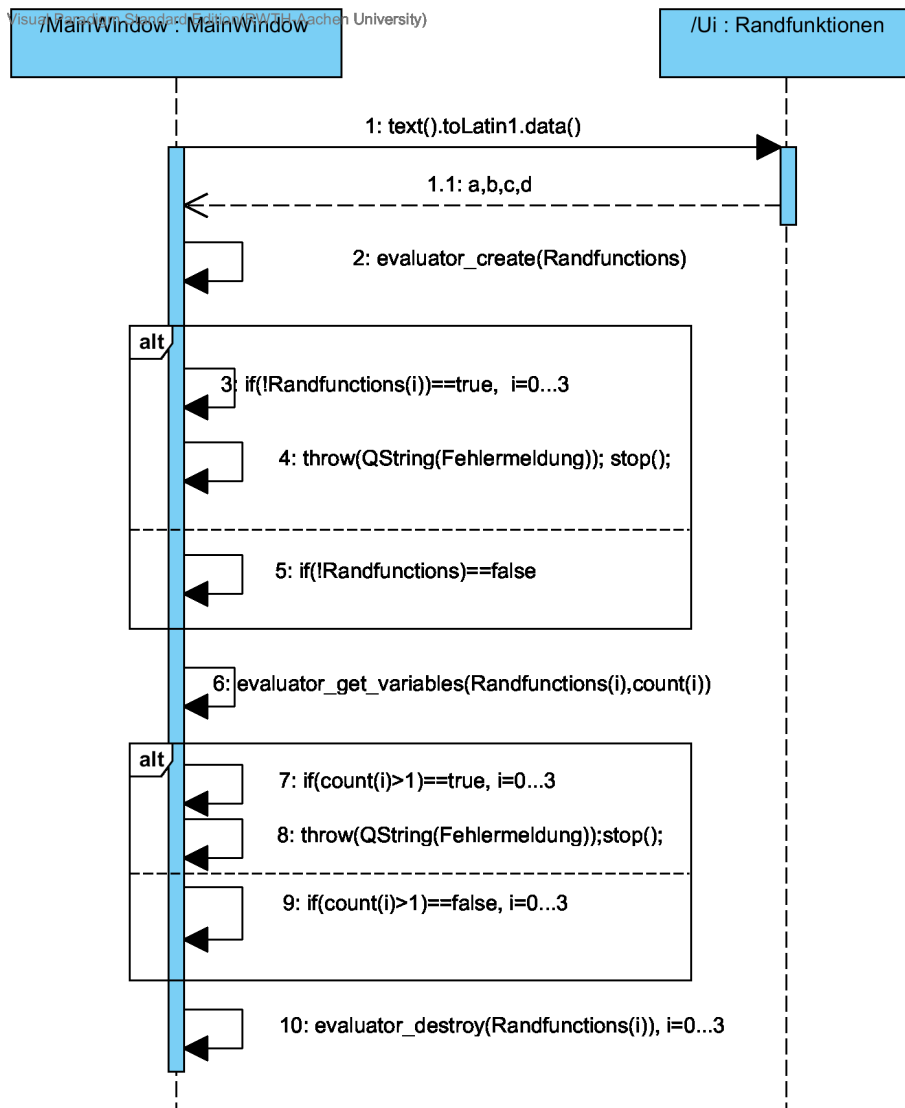 Visual Paradigm Standard Edition(RWTH Aachen University)
/MainWindow : MainWindow
/Ui : Randfunktionen
1: text().toLatin1.data()
1.1: a,b,c,d
2: evaluator_create(Randfunctions)
alt
3: if(!Randfunctions(i))==true,  i=0...3
4: throw(QString(Fehlermeldung)); stop();
5: if(!Randfunctions)==false
6: evaluator_get_variables(Randfunctions(i),count(i))
alt
7: if(count(i)>1)==true, i=0...3
8: throw(QString(Fehlermeldung));stop();
9: if(count(i)>1)==false, i=0...3
10: evaluator_destroy(Randfunctions(i)), i=0...3